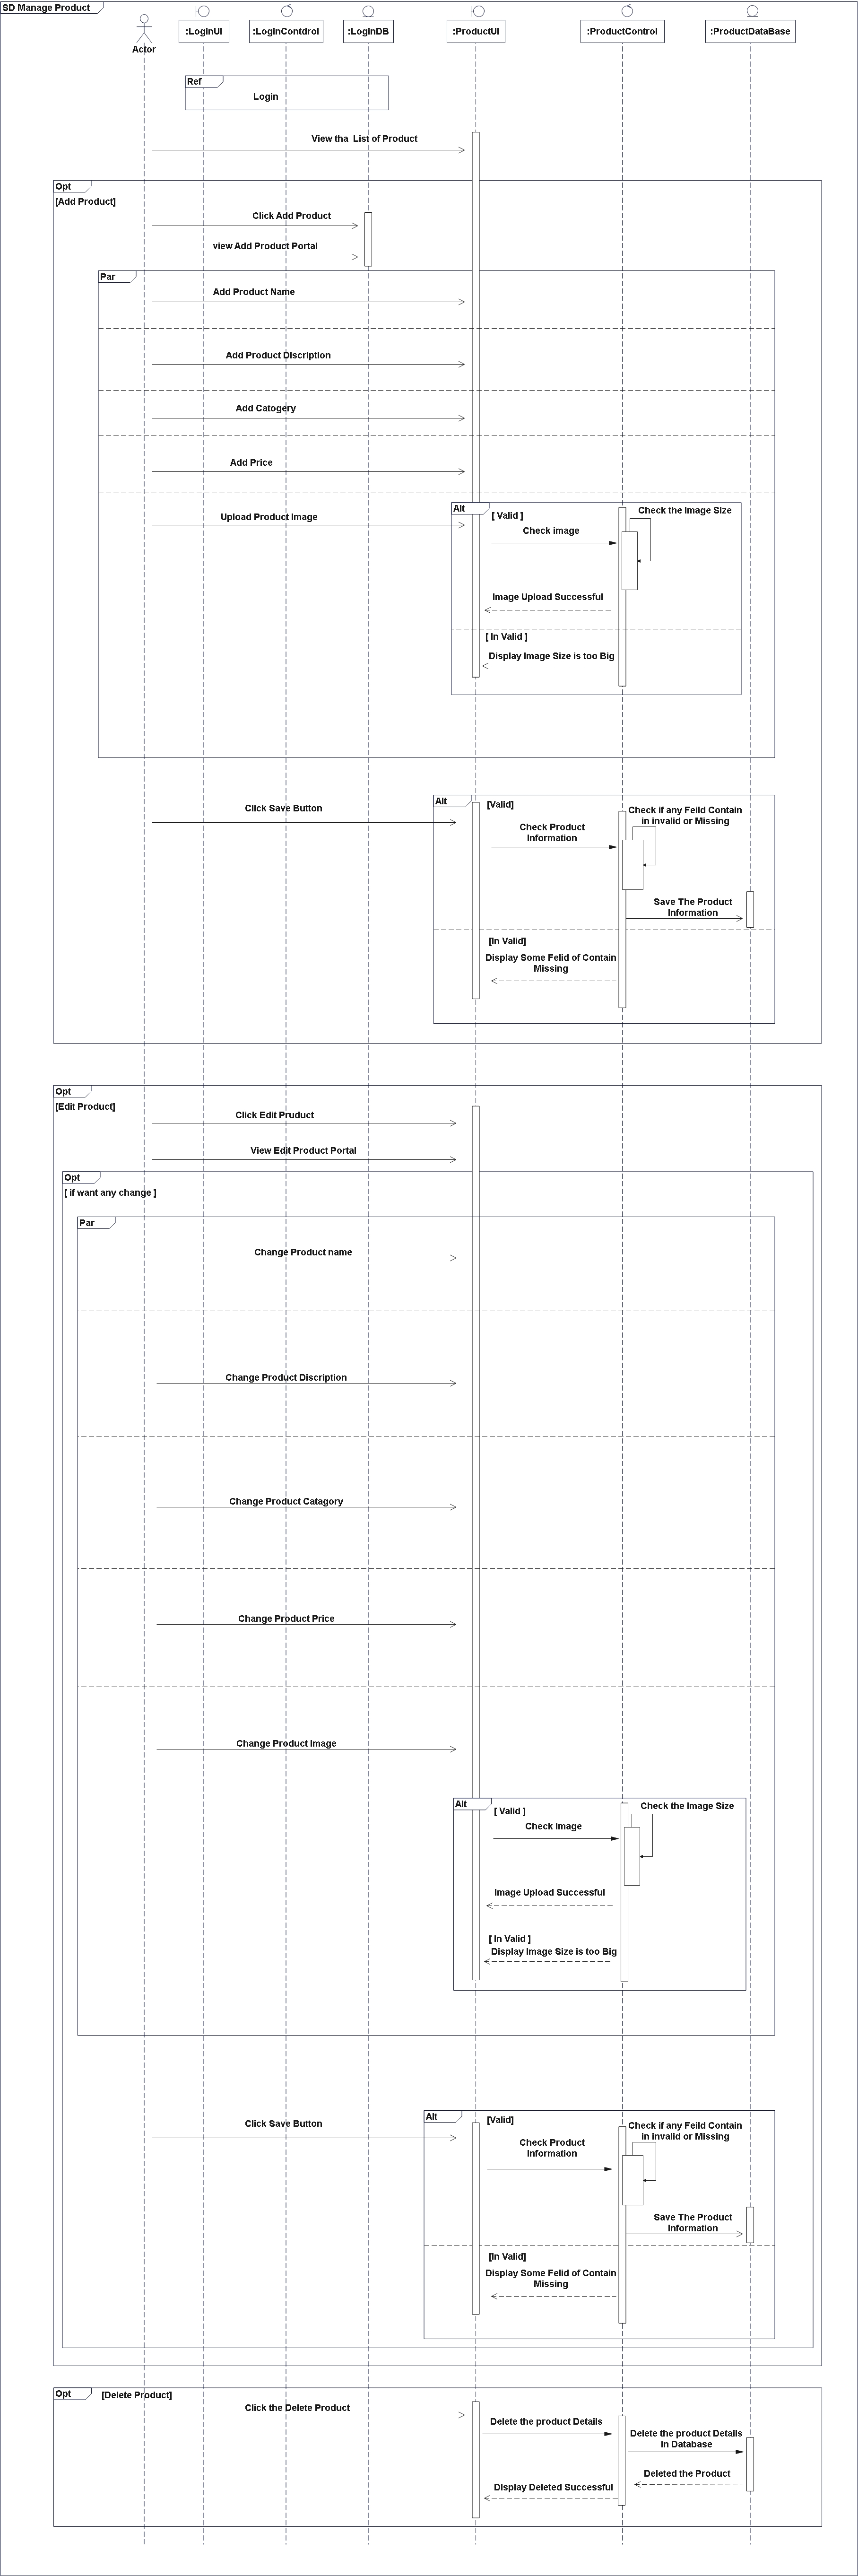 SD Manage Product
:LoginUI
:LoginContdrol
:LoginDB
:ProductUI
:ProductControl
:ProductDataBase
Actor
Ref
Login
View tha List of Product
Opt
[Add Product]
Click Add Product
view Add Product Portal
Par
Add Product Name
Add Product Discription
Add Catogery
Add Price
Upload Product Image
Alt
[ Valid ]
Check the Image Size
Check image
Image Upload Successful
[ In Valid ]
Display Image Size is too Big
Click Save Button
Alt
[Valid]
Check if any Feild Contain
in invalid or Missing
Check Product
Information
Save The Product
Information
[In Valid]
Display Some Felid of Contain
Missing
Opt
[Edit Product]
Click Edit Pruduct
View Edit Product Portal
Opt
[ if want any change ]
Par
Change Product name
Change Product Discription
Change Product Catagory
Change Product Price
Change Product Image
Alt
[ Valid ]
Check the Image Size
Check image
Image Upload Successful
[ In Valid ]
Display Image Size is too Big
Click Save Button
Alt
[Valid]
Check if any Feild Contain
in invalid or Missing
Check Product
Information
Save The Product
Information
[In Valid]
Display Some Felid of Contain
Missing
Opt
[Delete Product]
Click the Delete Product
Delete the product Details
Delete the product Details
in Database
Deleted the Product
Display Deleted Successful